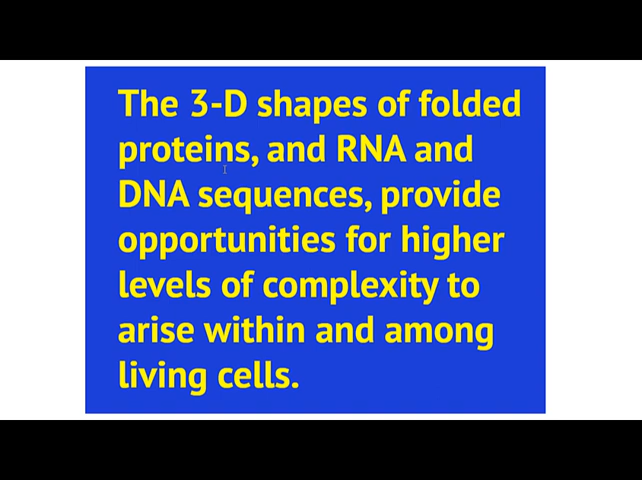 The 3-D shapes of folded
proteins, and RNA and
DNA sequences, provide
opportunities for higher
levels of complexity to
arise within and among
living cells.